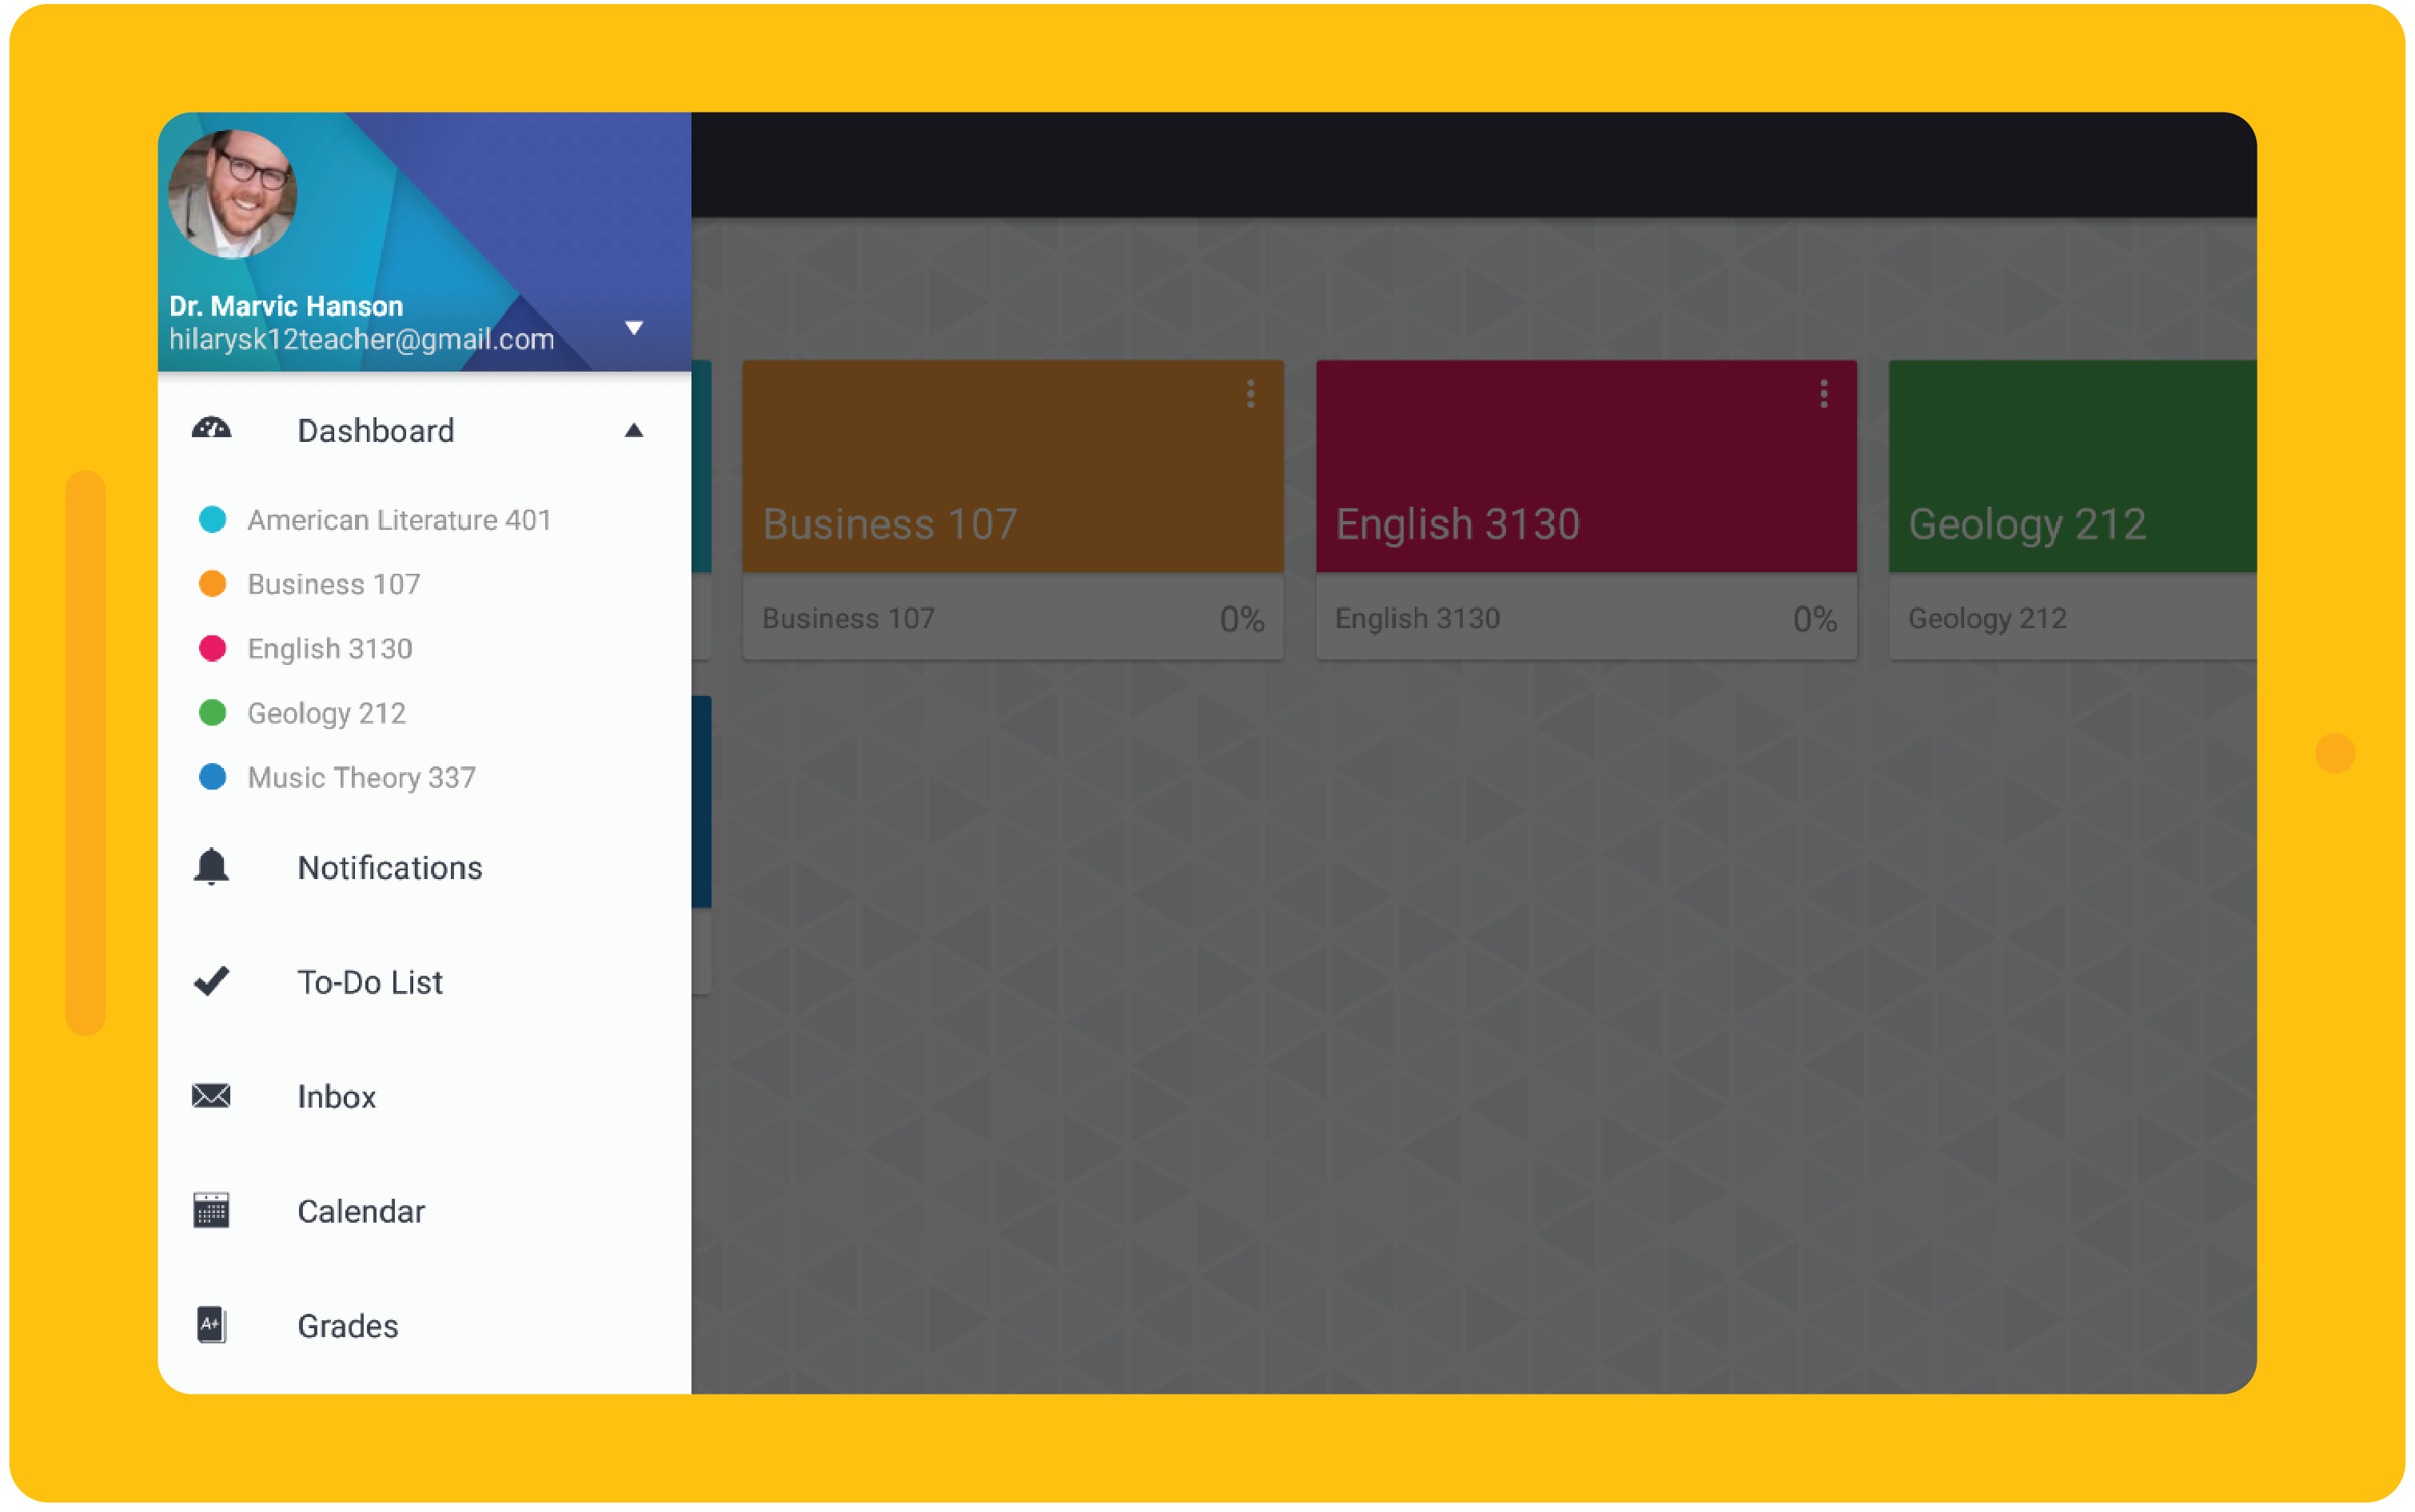 Dr. Marvic Hanson
hilarysk12teacher@gmail.com
Dashboard
American Literature 401
Business 107
English 3130
Geology 212
Music Theory 337
Notifications
To-Do List
Inbox
Calendar
A+ Grades
Business 107
English 3130
Geology 212
Business 107 0%
English 3130 0%
Geology 212